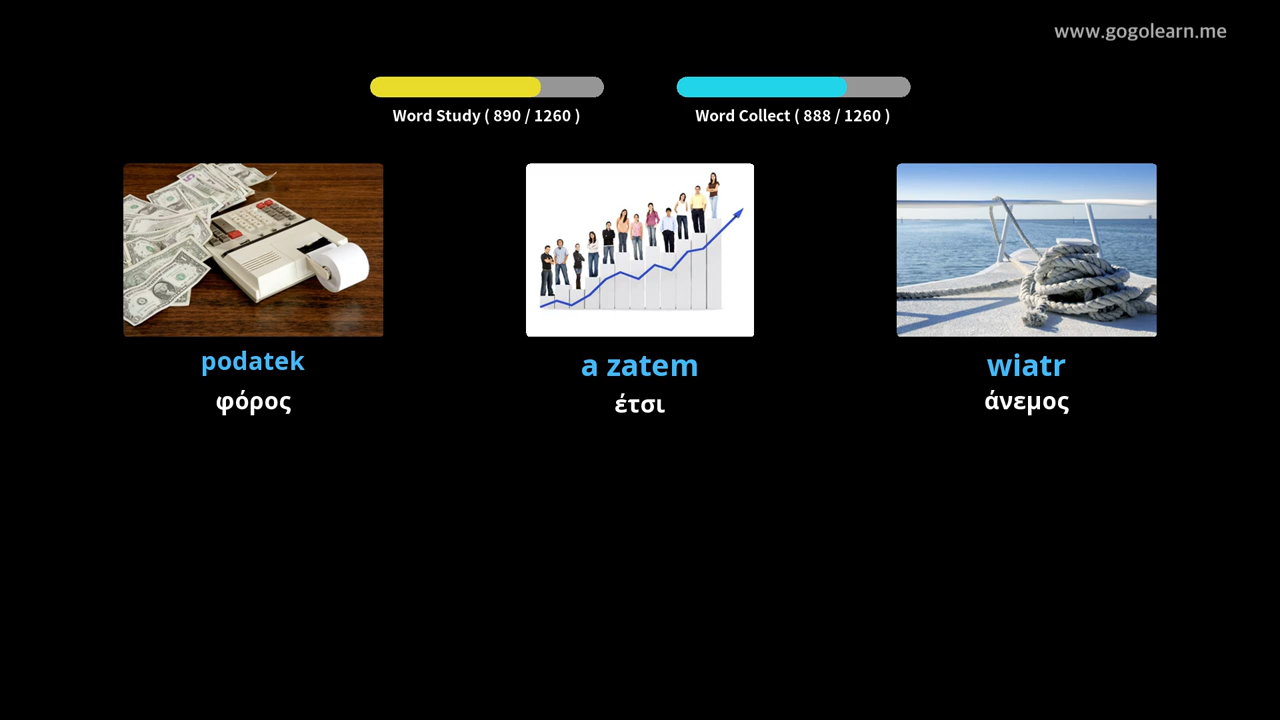 www.gogolearn.me
Word Study ( 890 / 1260 )
Word Collect ( 888 / 1260 )
podatek
φόρος
a zatem
έτσι
wiatr
άνεμος